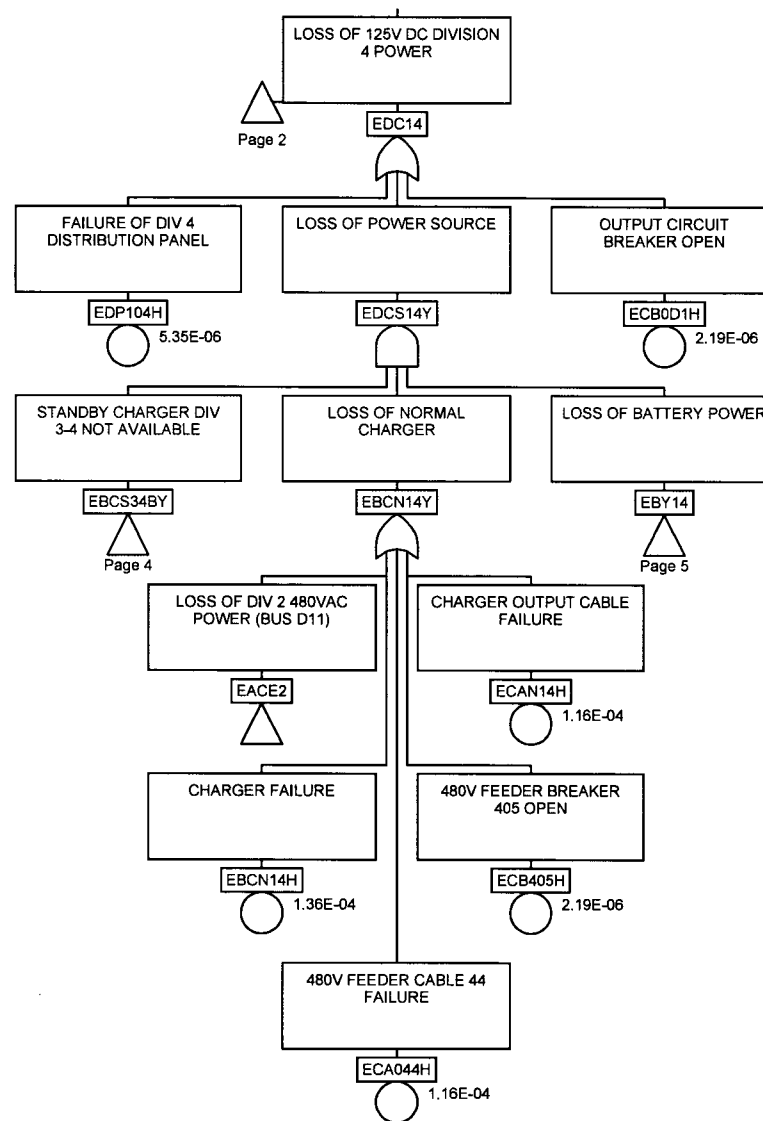 LOSS OF 125V DC DIVISION
4 POWER
Page 2
EDC14
FAILURE OF DIV 4
DISTRIBUTION PANEL
LOSS OF POWER SOURCE
OUTPUT CIRCUIT
BREAKER OPEN
EDP104H
5.35E-06
EDCS14Y
ECB0D1H
2.19E-06
STANDBY CHARGER DIV
3-4 NOT AVAILABLE
LOSS OF NORMAL
CHARGER
LOSS OF BATTERY POWER
EBCS34BY
Page 4
EBCN14Y
EBY14
Page 5
LOSS OF DIV 2 480VAC
POWER (BUS D11)
CHARGER OUTPUT CABLE
FAILURE
EACE2
ECAN14H
1.16E-04
CHARGER FAILURE
480V FEEDER BREAKER
405 OPEN
EBCN14H
1.36E-04
ECB405H
2.19E-06
480V FEEDER CABLE 44
FAILURE
ECA044H
1.16E-04